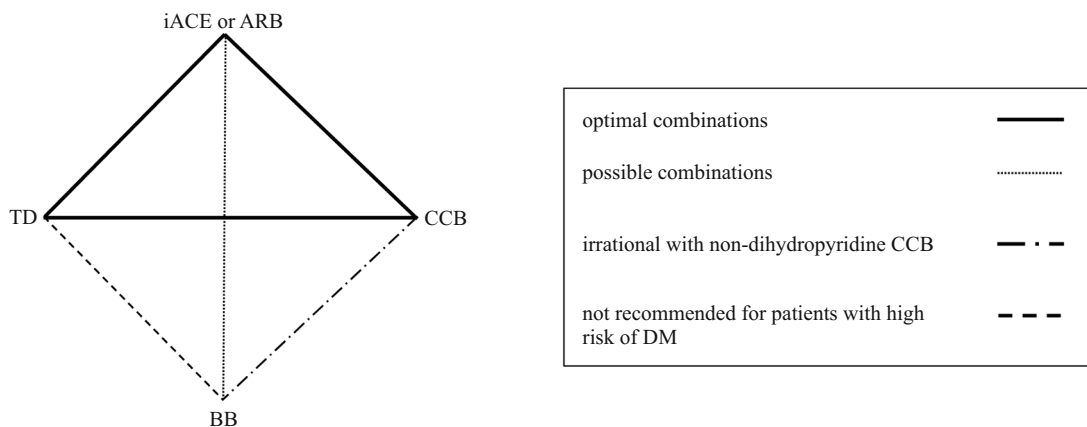 iACE or ARB
TD
CCB
BB
optimal combinations
possible combinations
irrational with non-dihydropyridine CCB
not recommended for patients with high
risk of DM